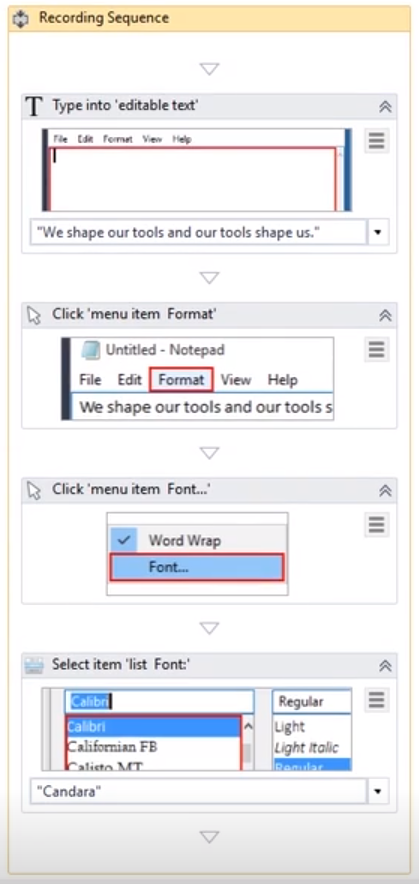 Recording Sequence
T Type into 'editable text'
File Edit Format View Help
"We shape our tools and our tools shape us."
Click 'menu item Format'
Untitled - Notepad
File Edit Format View Help
We shape our tools and our tools s
Click 'menu item Font...'
Word Wrap
Font...
Select item 'list Font:'
Calibri Regular
Calibri Light
Californian FB Light Italic
Calisto MT Regular
"Candara"